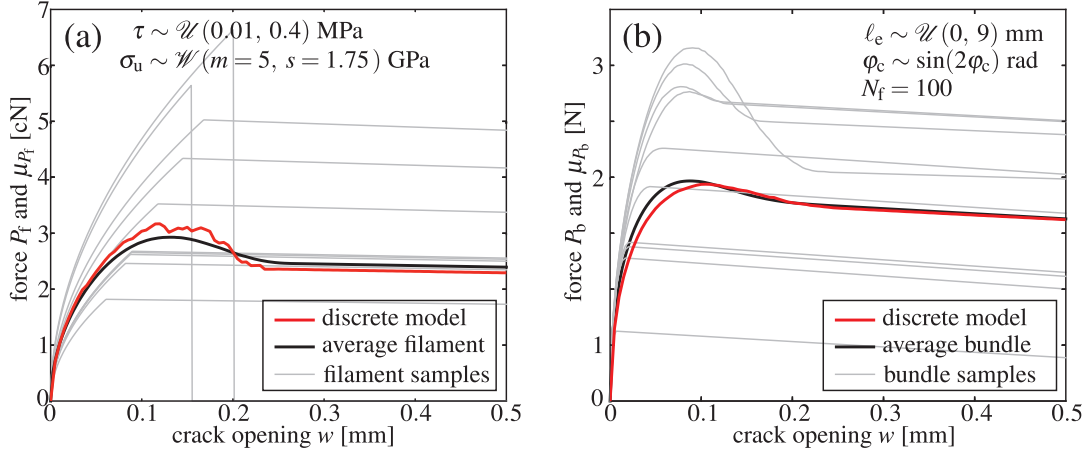 (a)
τ ~ 𝒰 (0.01, 0.4) MPa
σu ~ 𝒲 (m = 5, s = 1.75) GPa
force Pf and μPf [cN]
7
6
5
4
3
2
1
0
discrete model
average filament
filament samples
0 0.1 0.2 0.3 0.4 0.5
crack opening w [mm]
(b)
ℓe ~ 𝒰 (0, 9) mm
φc ~ sin(2φc) rad
Nf = 100
force Pb and μPb [N]
3
2
2
1
0
discrete model
average bundle
bundle samples
0 0.1 0.2 0.3 0.4 0.5
crack opening w [mm]